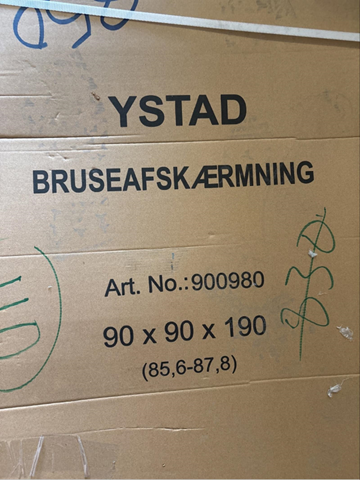 YSTAD
BRUSEAFSKÆRMNING
Art. No.:900980
90 x 90 x 190
(85,6-87,8)